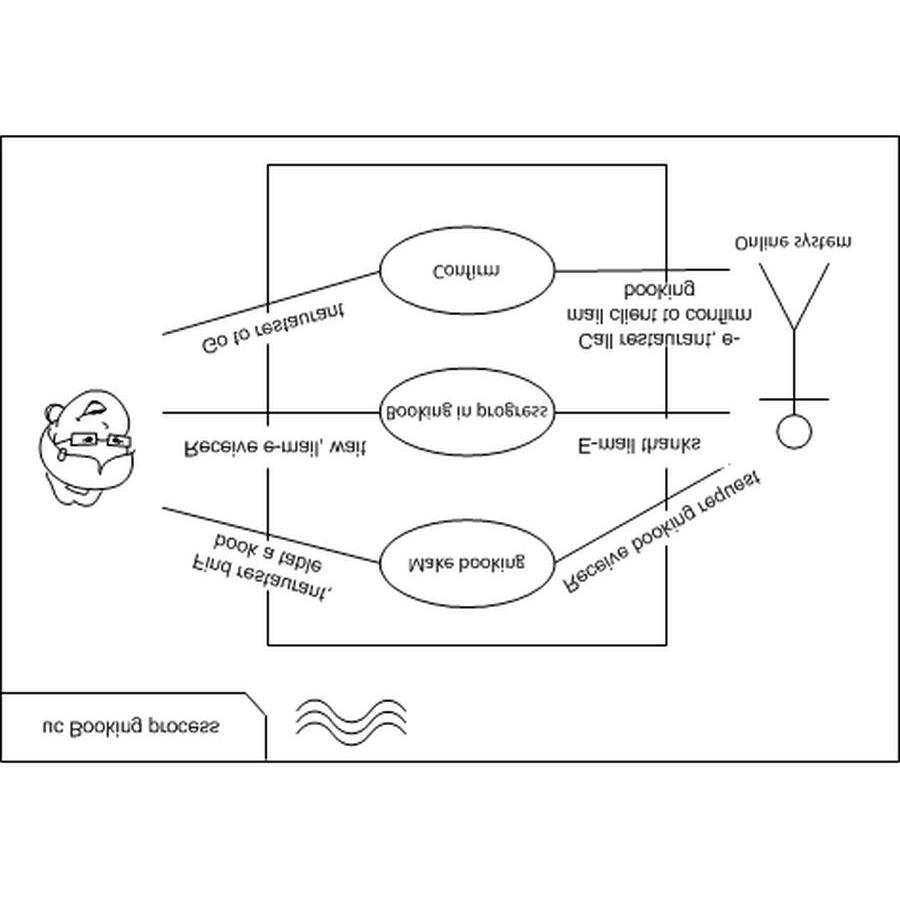 uc Booking process
Find restaurant,
book a table
Make booking
Receive booking request
Receive e-mail, wait
Booking in progress
E-mail thanks
Go to restaurant
Confirm
Call restaurant, e-
mail client to confirm
booking
Online system